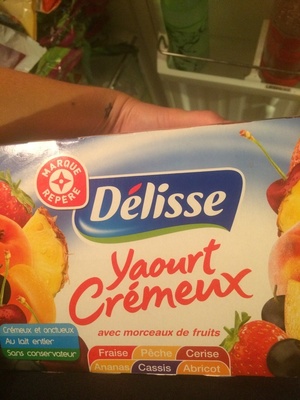 MARQUE
REPÈRE
Délisse
Yaourt
Crémeux
avec morceaux de fruits
Crémeux et onctueux
Au lait entier
Sans conservateur
Fraise Pêche Cerise
Ananas Cassis Abricot